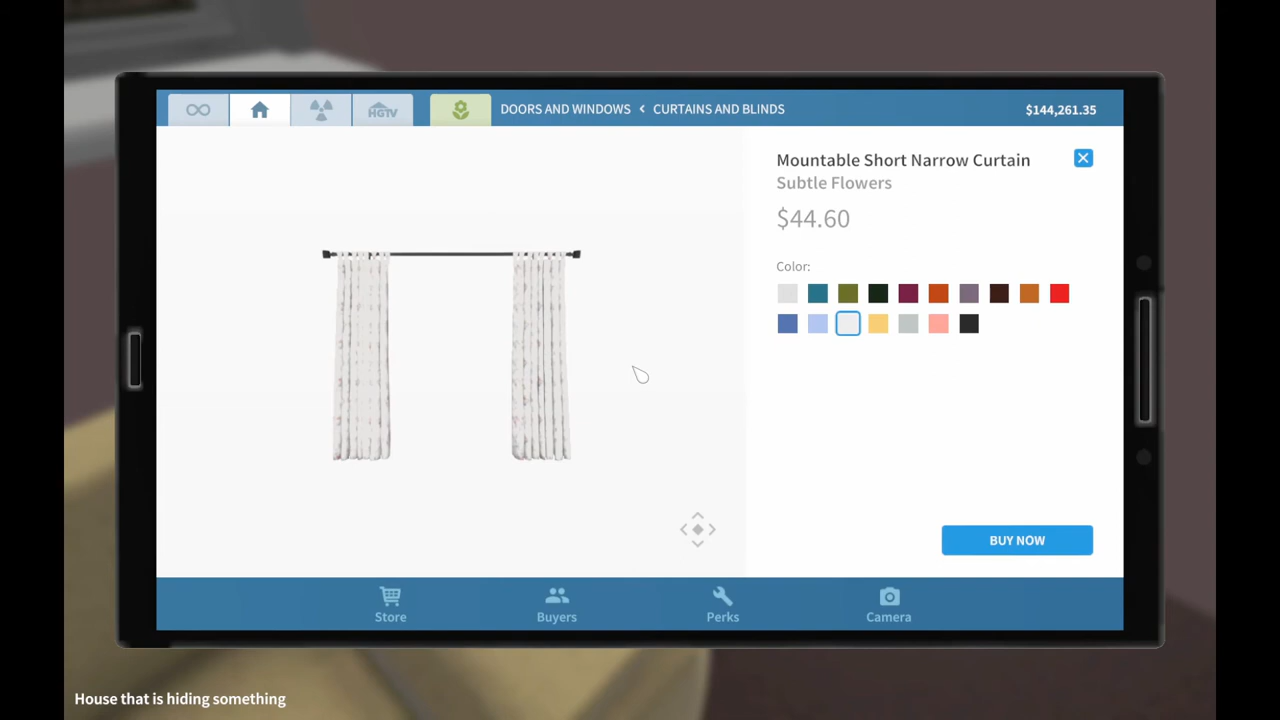 HGTV
DOORS AND WINDOWS < CURTAINS AND BLINDS
$144,261.35
Mountable Short Narrow Curtain
Subtle Flowers
$44.60
Color:
BUY NOW
Store
Buyers
Perks
Camera
House that is hiding something